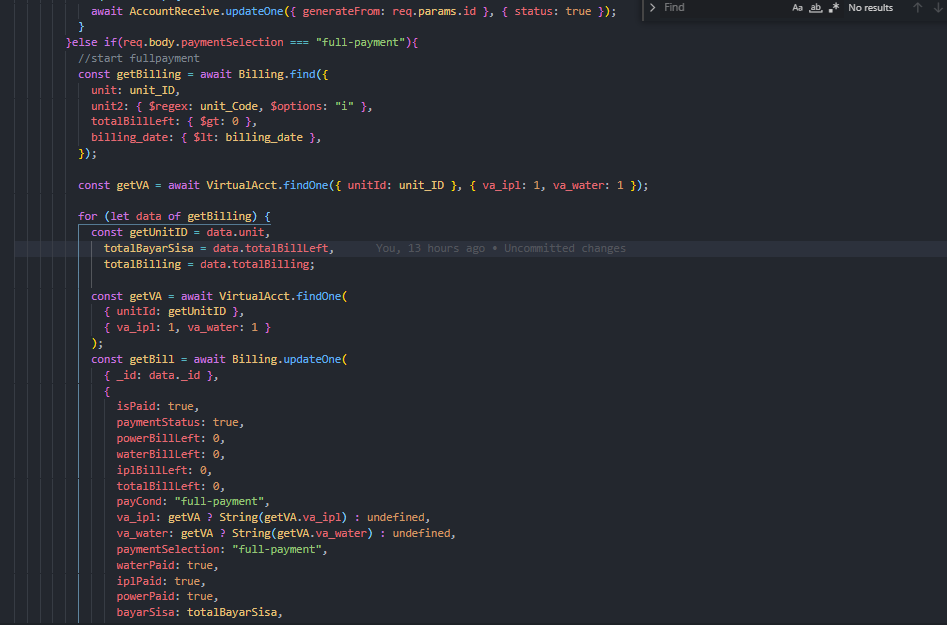 await AccountReceive.updateOne({ generateFrom: req.params.id }, { status: true });
Find
Aa ab .* No results
}
}else if(req.body.paymentSelection === "full-payment"){
//start fullpayment
const getBilling = await Billing.find({
unit: unit_ID,
unit2: { $regex: unit_Code, $options: "i" },
totalBillLeft: { $gt: 0 },
billing_date: { $lt: billing_date },
});
const getVA = await VirtualAcct.findOne({ unitId: unit_ID }, { va_ipl: 1, va_water: 1 });
for (let data of getBilling) {
const getUnitID = data.unit,
totalBayarSisa = data.totalBillLeft, You, 13 hours ago • Uncommitted changes
totalBilling = data.totalBilling;
const getVA = await VirtualAcct.findOne(
{ unitId: getUnitID },
{ va_ipl: 1, va_water: 1 }
);
const getBill = await Billing.updateOne(
{ _id: data._id },
{
isPaid: true,
paymentStatus: true,
powerBillLeft: 0,
waterBillLeft: 0,
iplBillLeft: 0,
totalBillLeft: 0,
payCond: "full-payment",
va_ipl: getVA ? String(getVA.va_ipl) : undefined,
va_water: getVA ? String(getVA.va_water) : undefined,
paymentSelection: "full-payment",
waterPaid: true,
iplPaid: true,
powerPaid: true,
bayarSisa: totalBayarSisa,